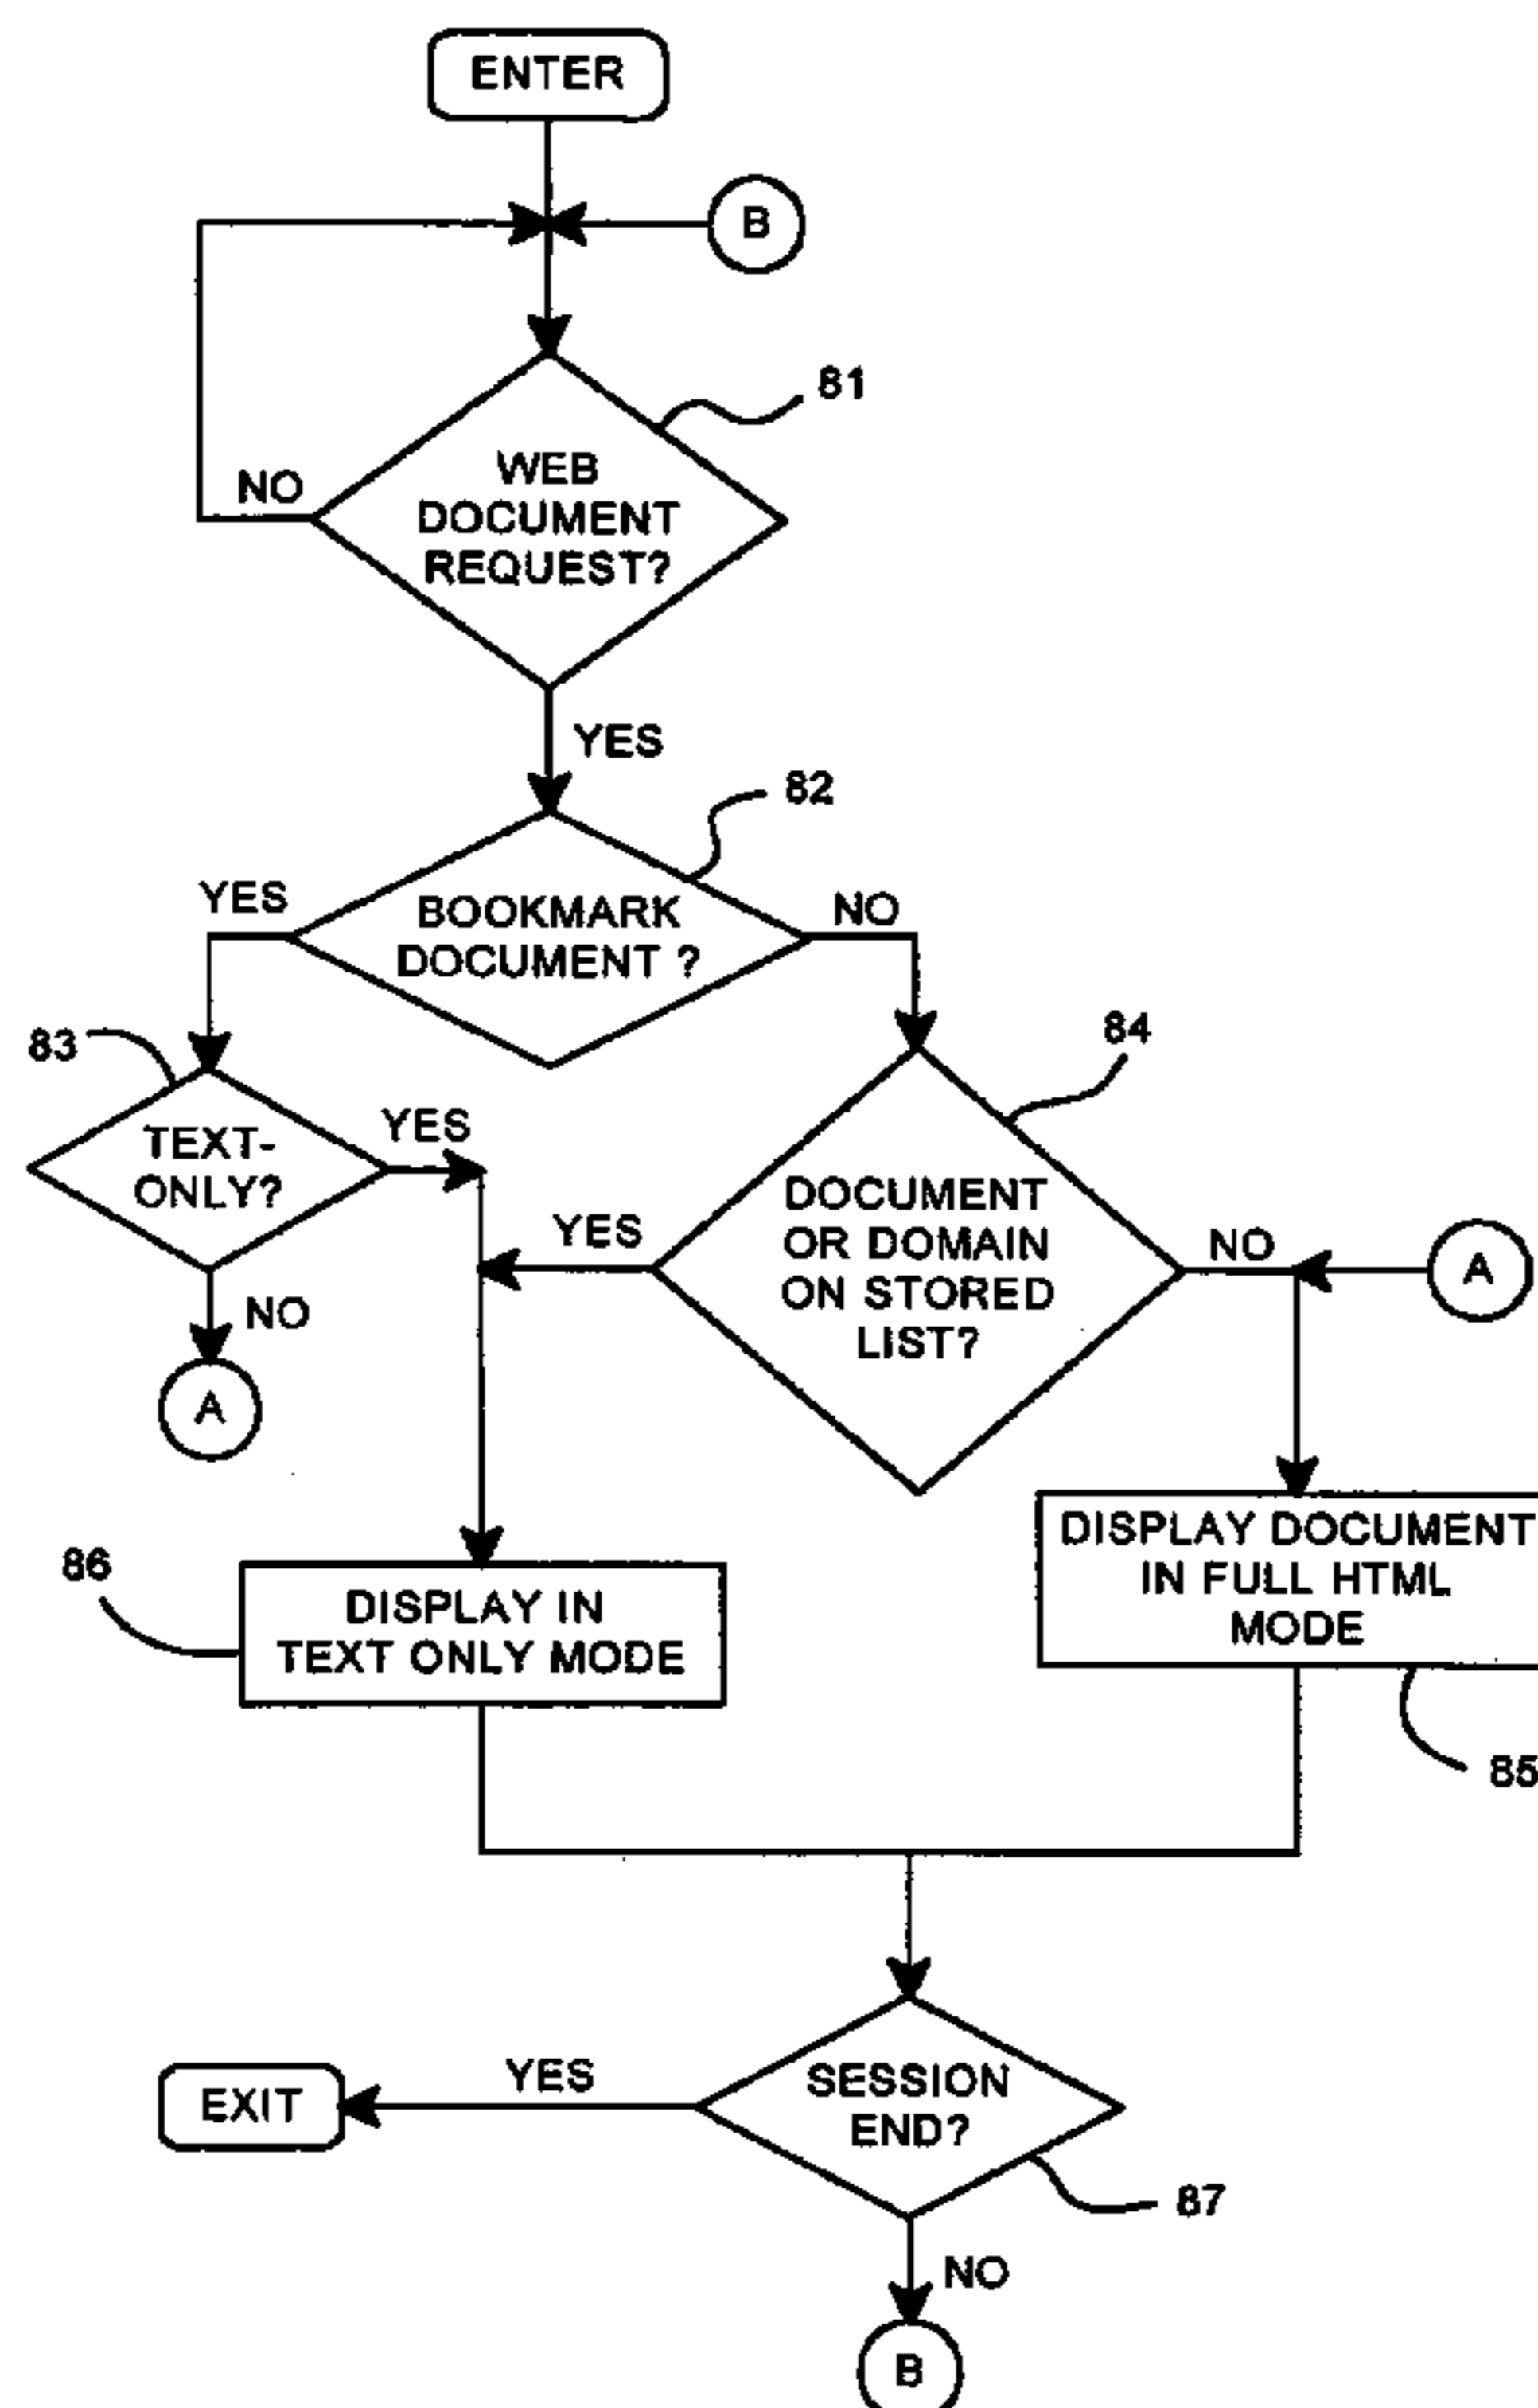 ENTER
B
81
WEB
DOCUMENT
REQUEST?
NO
YES
82
BOOKMARK
DOCUMENT ?
YES
NO
83
TEXT-
ONLY?
YES
NO
A
84
DOCUMENT
OR DOMAIN
ON STORED
LIST?
YES
NO
A
86
DISPLAY IN
TEXT ONLY MODE
DISPLAY DOCUMENT
IN FULL HTML
MODE
85
SESSION
END?
YES
EXIT
87
NO
B